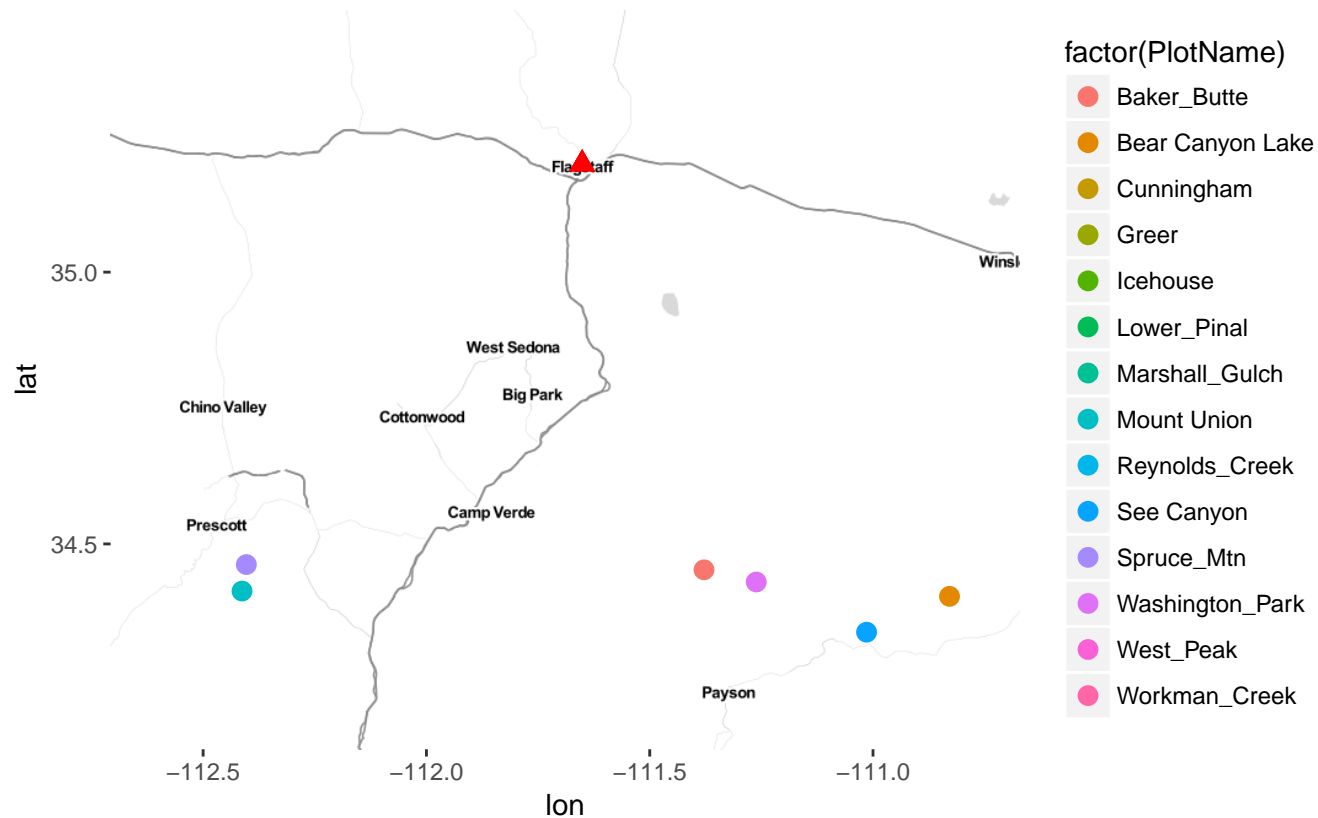 factor(PlotName)
Baker_Butte
Bear Canyon Lake
Cunningham
Greer
Icehouse
Lower_Pinal
Marshall_Gulch
Mount Union
Reynolds_Creek
See Canyon
Spruce_Mtn
Washington_Park
West_Peak
Workman_Creek
Flagstaff
35.0
Winsl
West Sedona
Big Park
Chino Valley
Cottonwood
lat
Camp Verde
Prescott
34.5
Payson
−112.5
−112.0
−111.5
−111.0
lon